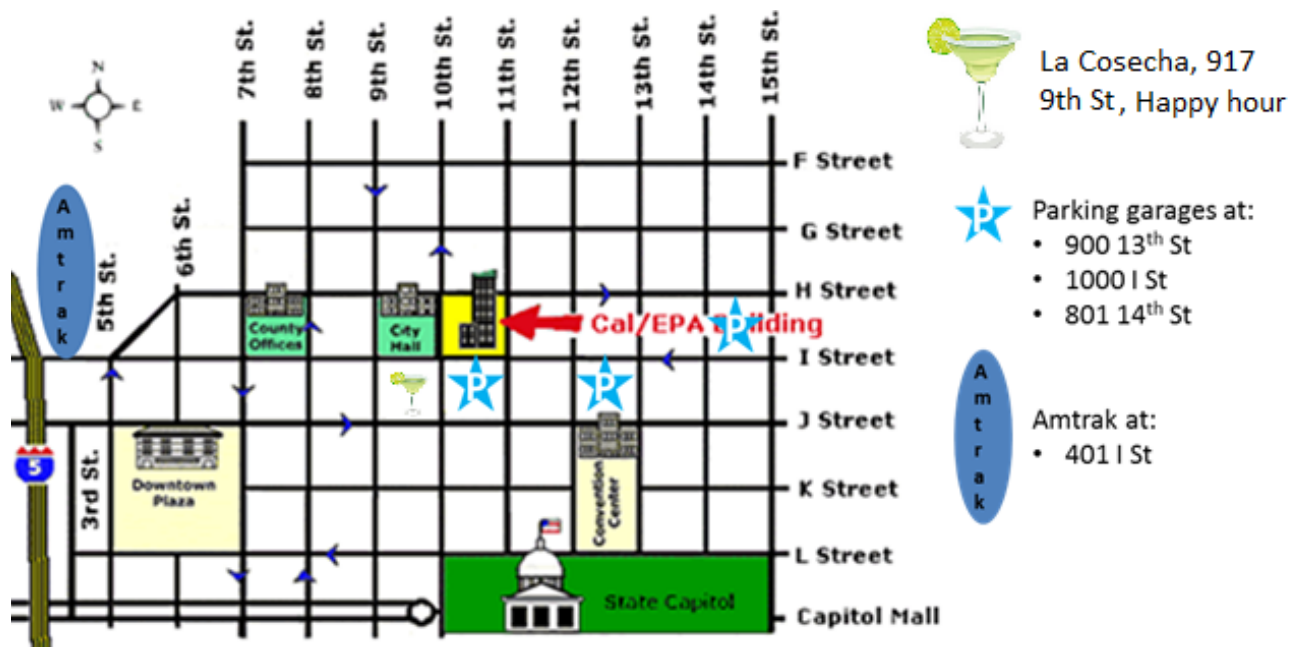 N
W E
S
7th St.
8th St.
9th St.
10th St.
11th St.
12th St.
13th St.
14th St.
15th St.
La Cosecha, 917
9th St, Happy hour
F Street
G Street
H Street
I Street
J Street
K Street
L Street
Capitol Mall
Amtrak
5th St.
6th St.
3rd St.
County
Offices
City
Hall
Cal/EPA Building
P
P
P
5
Downtown
Plaza
Convention
Center
State Capitol
P
Parking garages at:
• 900 13th St
• 1000 I St
• 801 14th St
Amtrak
Amtrak at:
• 401 I St